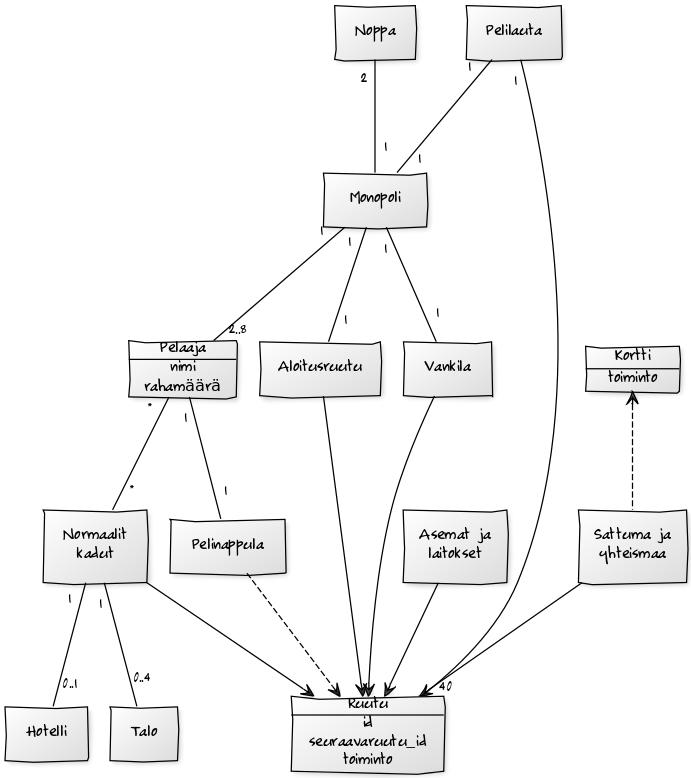 Noppa
Pelilauta
2
1
1
1
1
Monopoli
1
1
1
2..8
1
1
Pelaaja
nimi
rahamäärä
Aloitusruutu
Vankila
Kortti
toiminto
*
1
*
1
Normaalit
kadut
Pelinappula
Asemat ja
laitokset
Sattuma ja
yhteismaa
1
1
0..1
0..4
40
Hotelli
Talo
Ruutu
id
seuraavaruutu_id
toiminto